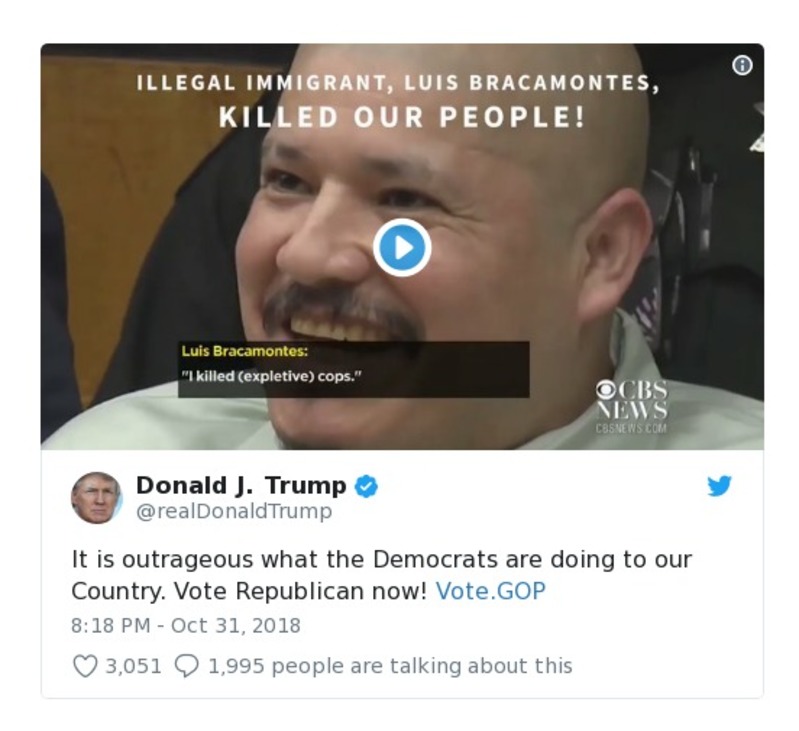 ILLEGAL IMMIGRANT, LUIS BRACAMONTES,
KILLED OUR PEOPLE!
Luis Bracamontes:
"I killed (expletive) cops."
CBS
NEWS
CBSNEWS.COM
Donald J. Trump
@realDonaldTrump
It is outrageous what the Democrats are doing to our
Country. Vote Republican now! Vote.GOP
8:18 PM - Oct 31, 2018
3,051 1,995 people are talking about this